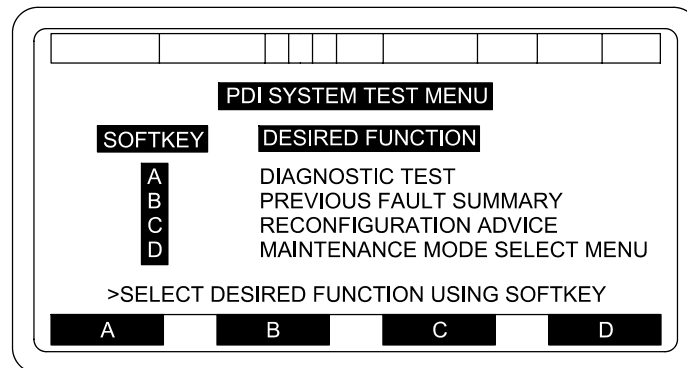 PDI SYSTEM TEST MENU
SOFTKEY DESIRED FUNCTION
A DIAGNOSTIC TEST
B PREVIOUS FAULT SUMMARY
C RECONFIGURATION ADVICE
D MAINTENANCE MODE SELECT MENU
>SELECT DESIRED FUNCTION USING SOFTKEY
A B C D